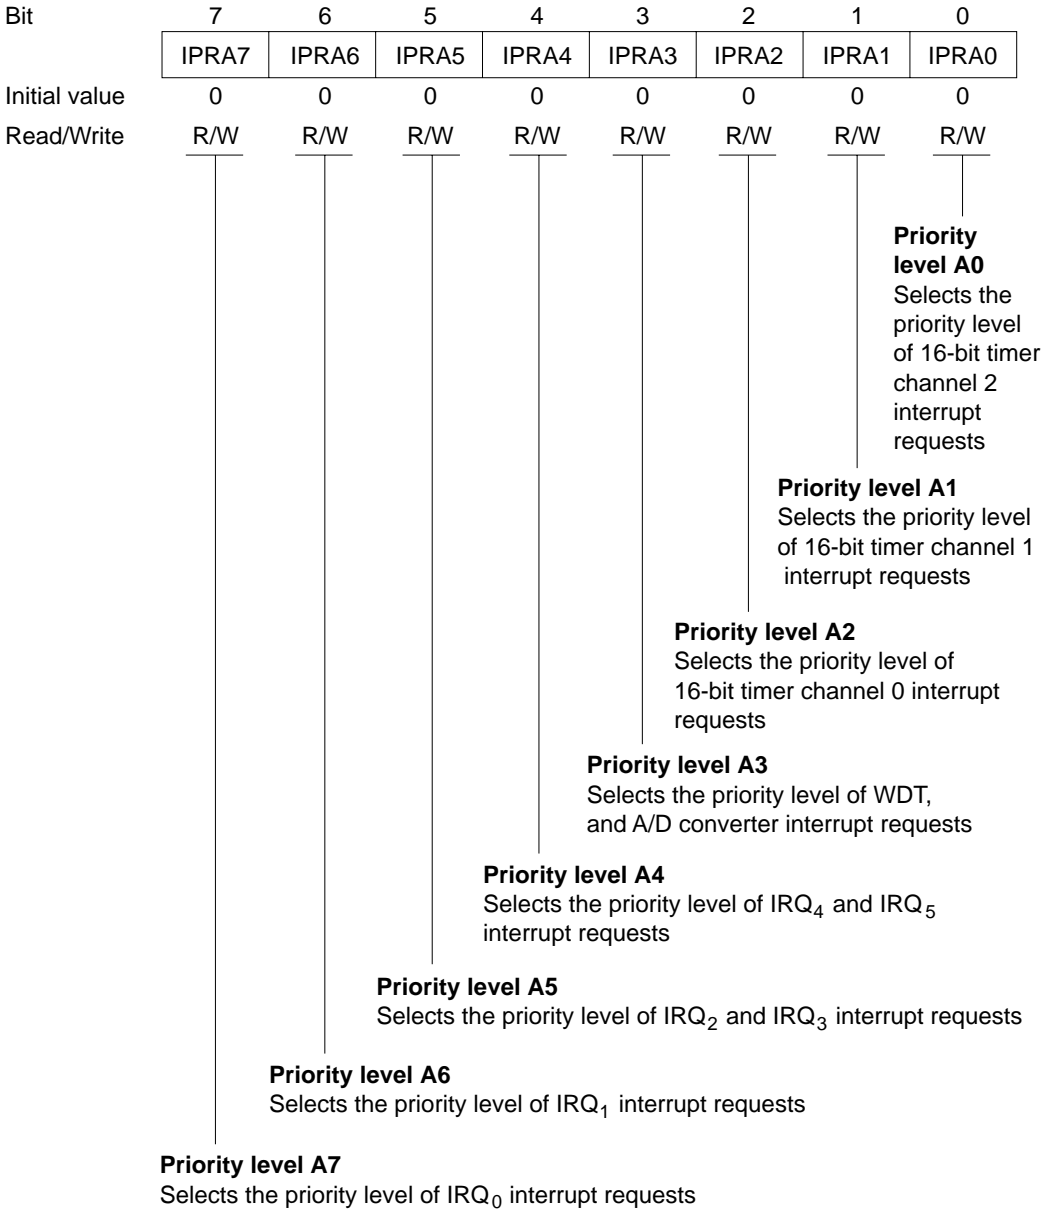 Bit 7 6 5 4 3 2 1 0
IPRA7 IPRA6 IPRA5 IPRA4 IPRA3 IPRA2 IPRA1 IPRA0
Initial value 0 0 0 0 0 0 0 0
Read/Write R/W R/W R/W R/W R/W R/W R/W R/W
Priority
level A0
Selects the
priority level
of 16-bit timer
channel 2
interrupt
requests
Priority level A1
Selects the priority level
of 16-bit timer channel 1
interrupt requests
Priority level A2
Selects the priority level of
16-bit timer channel 0 interrupt
requests
Priority level A3
Selects the priority level of WDT,
and A/D converter interrupt requests
Priority level A4
Selects the priority level of IRQ4 and IRQ5
interrupt requests
Priority level A5
Selects the priority level of IRQ2 and IRQ3 interrupt requests
Priority level A6
Selects the priority level of IRQ1 interrupt requests
Priority level A7
Selects the priority level of IRQ0 interrupt requests